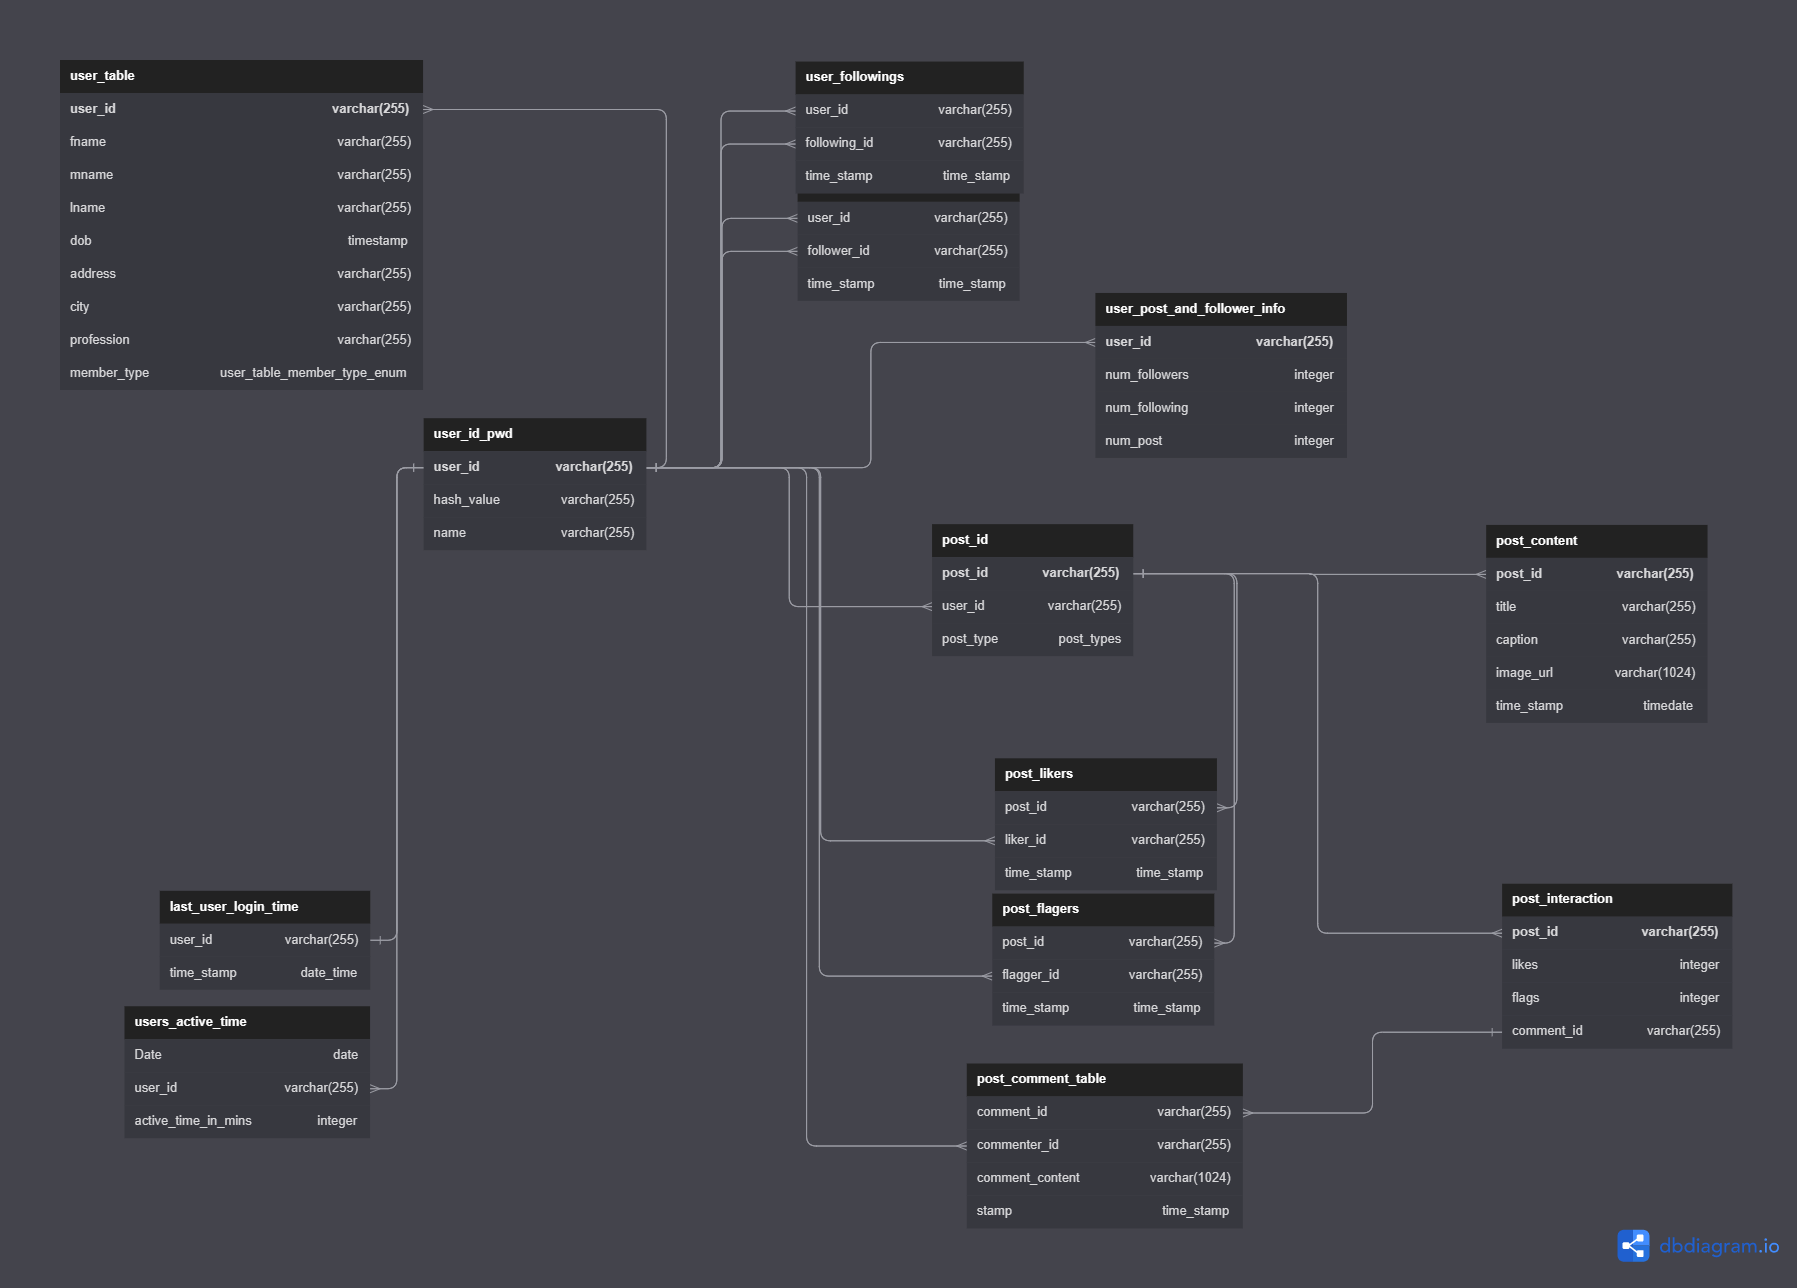 user_table
user_id varchar(255)
fname varchar(255)
mname varchar(255)
lname varchar(255)
dob timestamp
address varchar(255)
city varchar(255)
profession varchar(255)
member_type user_table_member_type_enum
user_followings
user_id varchar(255)
following_id varchar(255)
time_stamp time_stamp
user_id varchar(255)
follower_id varchar(255)
time_stamp time_stamp
user_post_and_follower_info
user_id varchar(255)
num_followers integer
num_following integer
num_post integer
user_id_pwd
user_id varchar(255)
hash_value varchar(255)
name varchar(255)
post_id
post_id varchar(255)
user_id varchar(255)
post_type post_types
post_content
post_id varchar(255)
title varchar(255)
caption varchar(255)
image_url varchar(1024)
time_stamp timedate
post_likers
post_id varchar(255)
liker_id varchar(255)
time_stamp time_stamp
post_flagers
post_id varchar(255)
flagger_id varchar(255)
time_stamp time_stamp
post_interaction
post_id varchar(255)
likes integer
flags integer
comment_id varchar(255)
last_user_login_time
user_id varchar(255)
time_stamp date_time
users_active_time
Date date
user_id varchar(255)
active_time_in_mins integer
post_comment_table
comment_id varchar(255)
commenter_id varchar(255)
comment_content varchar(1024)
stamp time_stamp
dbdiagram.io